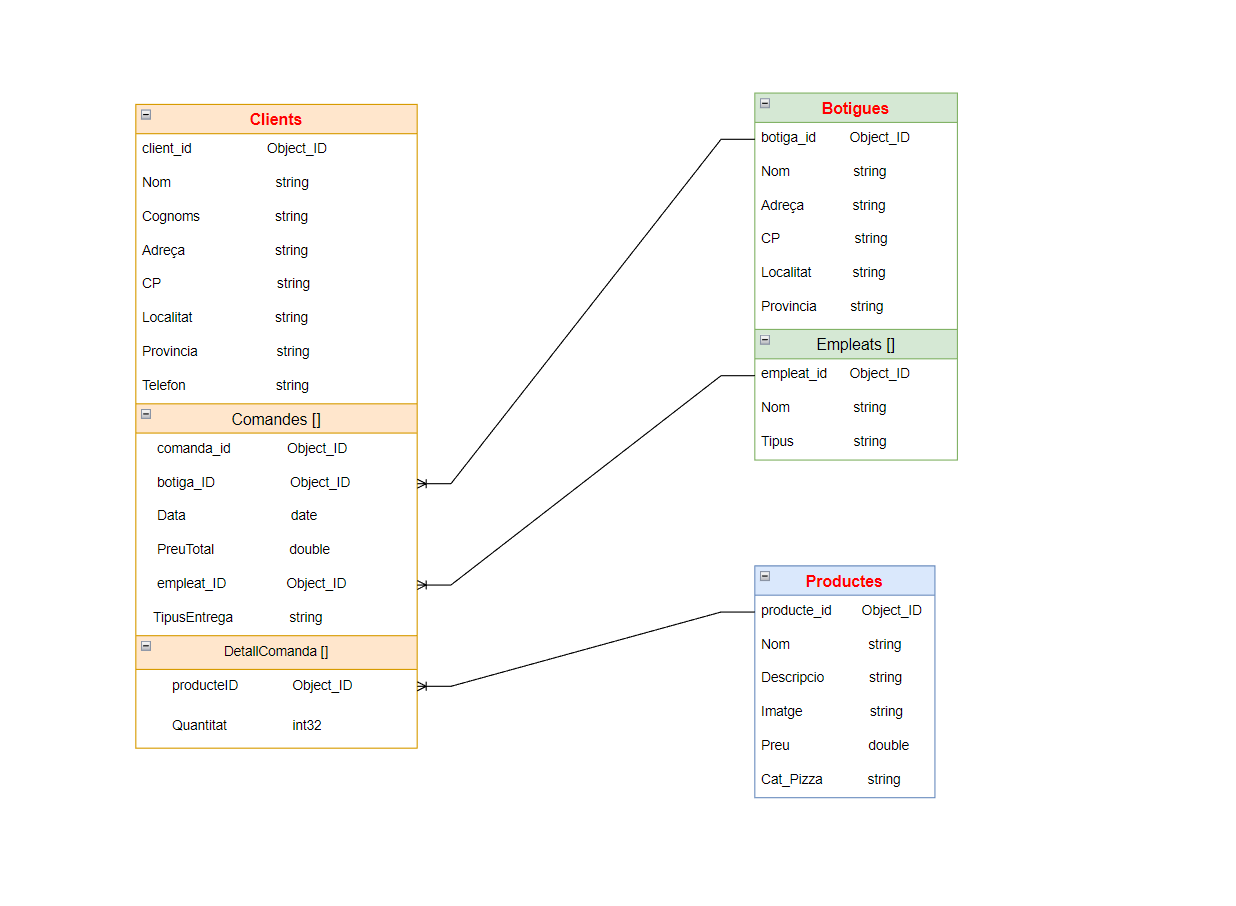 Clients
client_id Object_ID
Nom string
Cognoms string
Adreça string
CP string
Localitat string
Provincia string
Telefon string
Comandes []
comanda_id Object_ID
botiga_ID Object_ID
Data date
PreuTotal double
empleat_ID Object_ID
TipusEntrega string
DetallComanda []
producteID Object_ID
Quantitat int32
Botigues
botiga_id Object_ID
Nom string
Adreça string
CP string
Localitat string
Provincia string
Empleats []
empleat_id Object_ID
Nom string
Tipus string
Productes
producte_id Object_ID
Nom string
Descripcio string
Imatge string
Preu double
Cat_Pizza string